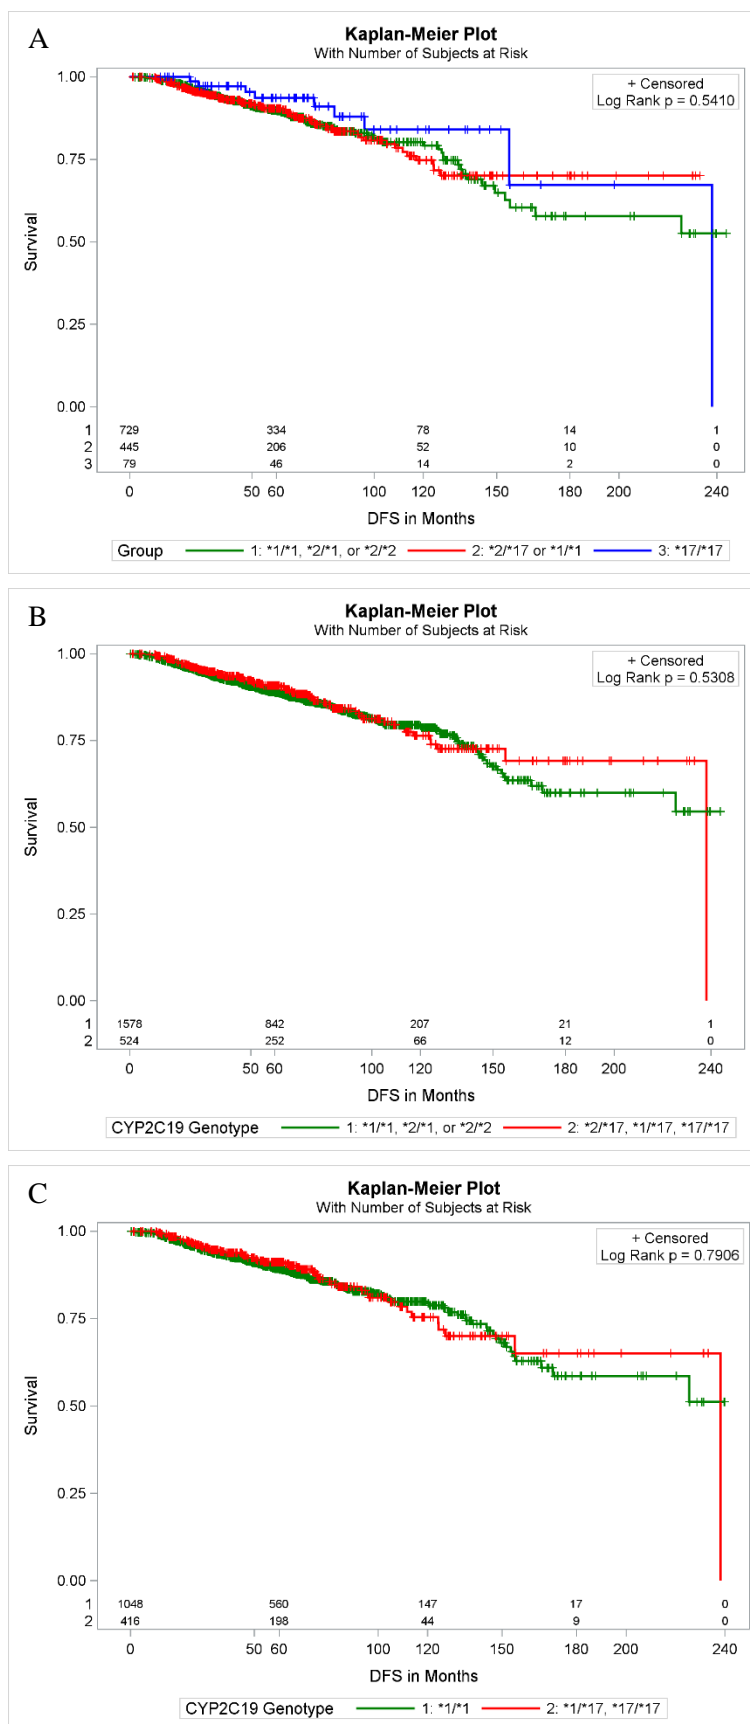 A
Kaplan-Meier Plot
With Number of Subjects at Risk
+ Censored
Log Rank p = 0.5410
1.00
0.75
0.50
0.25
0.00
Survival
1 729 334 78 14 1
2 445 206 52 10 0
3 79 46 14 2 0
0 50 60 100 120 150 180 200 240
DFS in Months
Group 1: *1/*1, *2/*1, or *2/*2 2: *2/*17 or *1/*1 3: *17/*17
B
Kaplan-Meier Plot
With Number of Subjects at Risk
+ Censored
Log Rank p = 0.5308
1.00
0.75
0.50
0.25
0.00
Survival
1 1578 842 207 21 1
2 524 252 66 12 0
0 50 60 100 120 150 180 200 240
DFS in Months
CYP2C19 Genotype 1: *1/*1, *2/*1, or *2/*2 2: *2/*17, *1/*17, *17/*17
C
Kaplan-Meier Plot
With Number of Subjects at Risk
+ Censored
Log Rank p = 0.7906
1.00
0.75
0.50
0.25
0.00
Survival
1 1048 560 147 17 0
2 416 198 44 9 0
0 50 60 100 120 150 180 200 240
DFS in Months
CYP2C19 Genotype 1: *1/*1 2: *1/*17, *17/*17